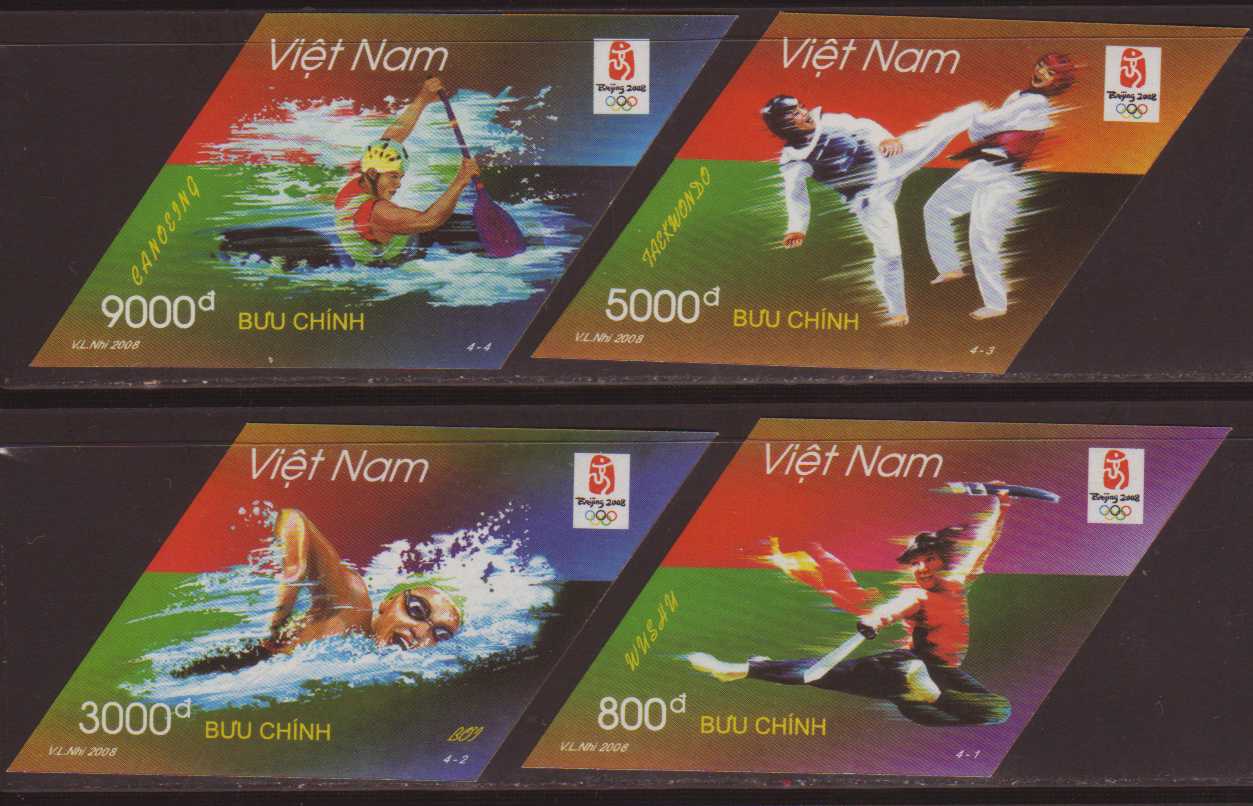 Việt Nam
Beijing 2008
CANOEING
9000đ
BƯU CHÍNH
V.L.Nhi 2008
4 - 4
Việt Nam
Beijing 2008
TAEKWONDO
5000đ
BƯU CHÍNH
V.L.Nhi 2008
4 - 3
Việt Nam
Beijing 2008
3000đ
BƯU CHÍNH
BƠI
V.L.Nhi 2008
4 - 2
Việt Nam
Beijing 2008
WUSHU
800đ
BƯU CHÍNH
V.L.Nhi 2008
4 - 1